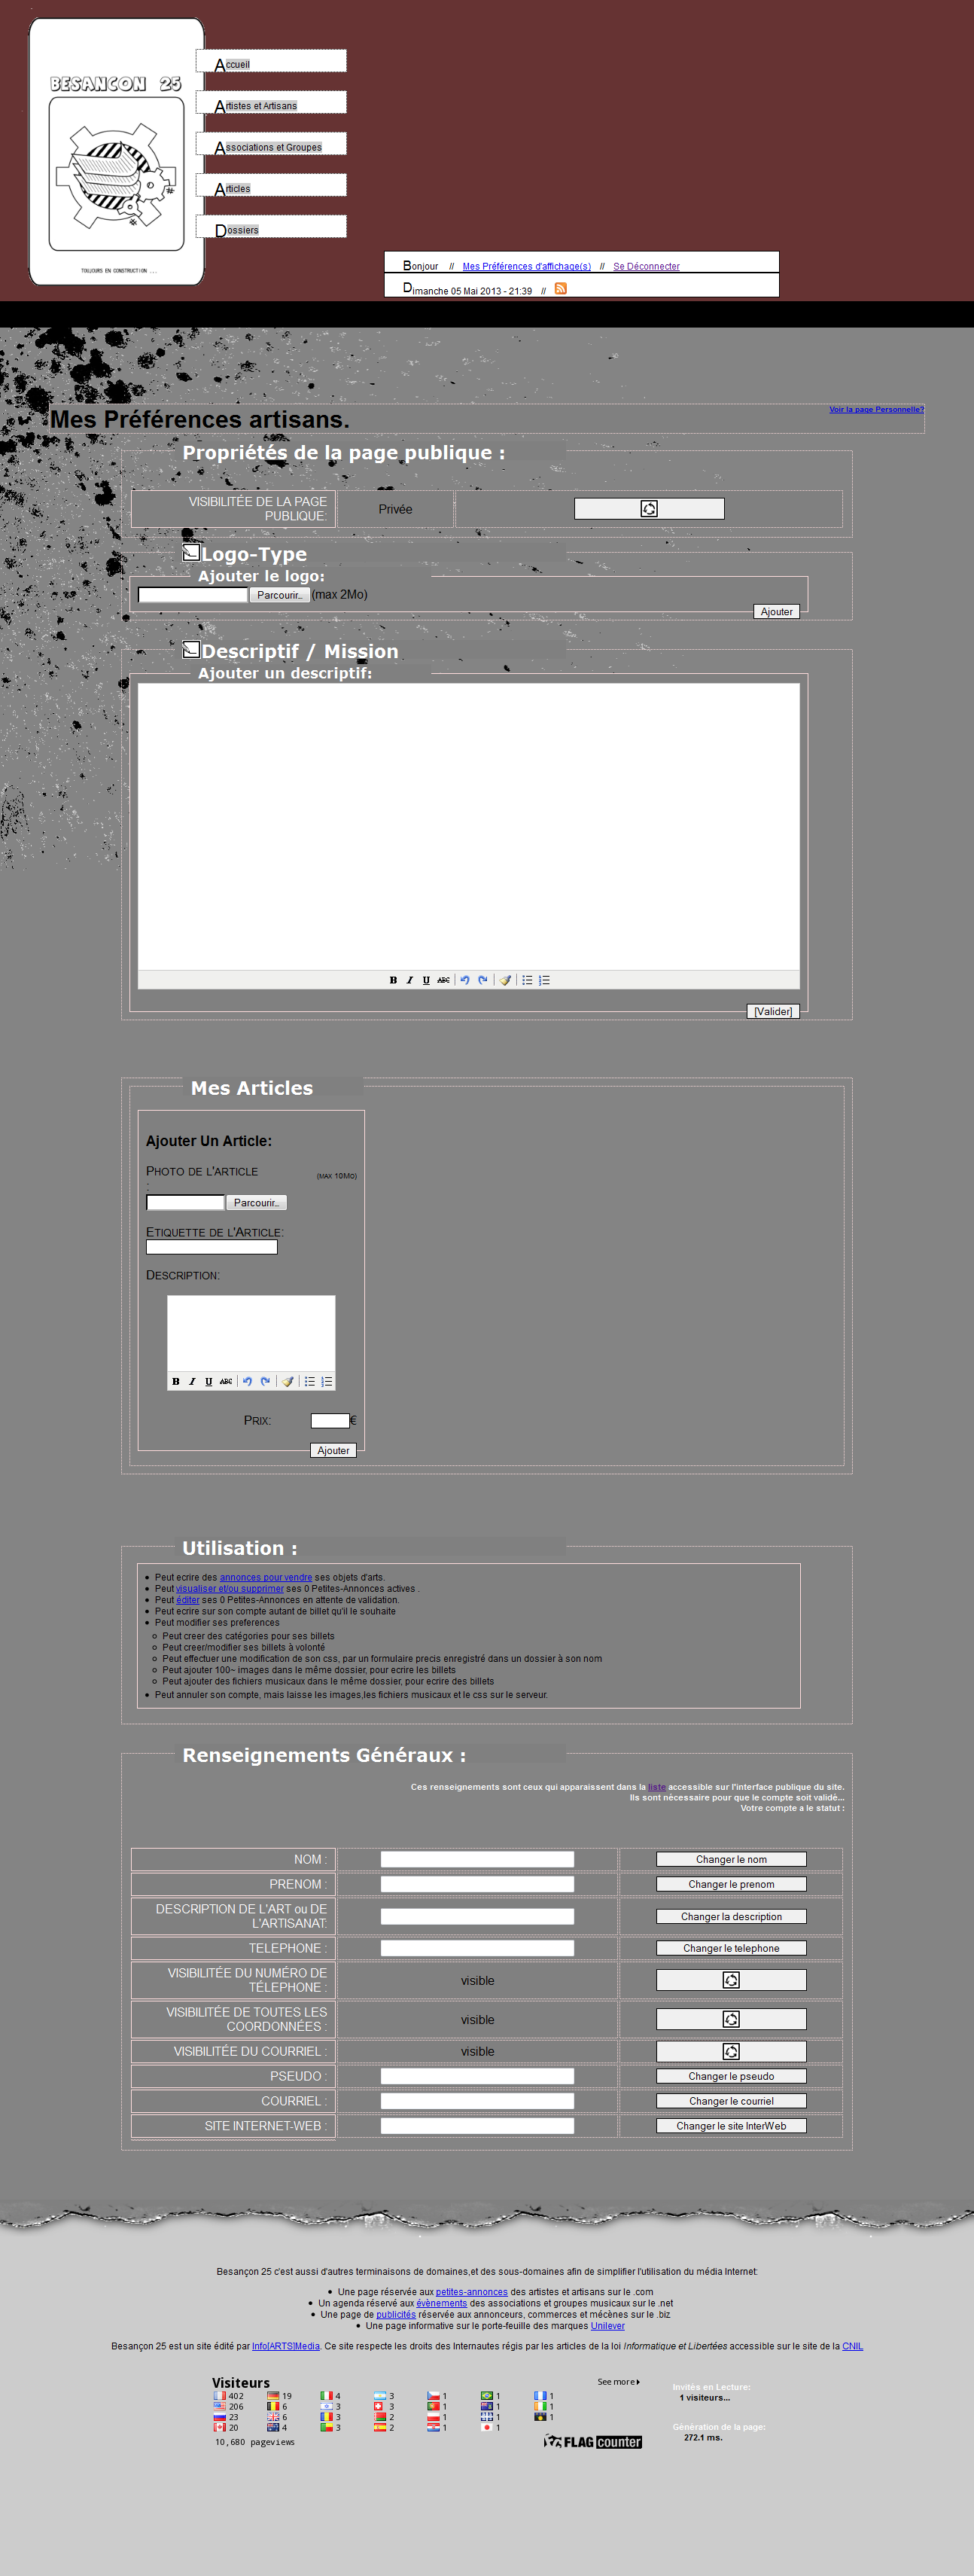 BESANCON 25
TOUJOURS EN CONSTRUCTION ...
Accueil
Artistes et Artisans
Associations et Groupes
Articles
Dossiers
Bonjour // Mes Préférences d'affichage(s) // Se Déconnecter
Dimanche 05 Mai 2013 - 21:39 //
Voir la page Personnelle?
Mes Préférences artisans.
Propriétés de la page publique :
VISIBILITÉE DE LA PAGE
PUBLIQUE:
Privée
Logo-Type
Ajouter le logo:
Parcourir... (max 2Mo)
Ajouter
Descriptif / Mission
Ajouter un descriptif:
B I U ABC
[Valider]
Mes Articles
Ajouter Un Article:
PHOTO DE L'ARTICLE
:
(MAX 10MO)
Parcourir...
ETIQUETTE DE L'ARTICLE:
DESCRIPTION:
B I U ABC
PRIX: €
Ajouter
Utilisation :
Peut ecrire des annonces pour vendre ses objets d'arts.
Peut visualiser et/ou supprimer ses 0 Petites-Annonces actives .
Peut éditer ses 0 Petites-Annonces en attente de validation.
Peut ecrire sur son compte autant de billet qu'il le souhaite
Peut modifier ses preferences
Peut creer des catégories pour ses billets
Peut creer/modifier ses billets à volonté
Peut effectuer une modification de son css, par un formulaire precis enregistré dans un dossier à son nom
Peut ajouter 100~ images dans le même dossier, pour ecrire les billets
Peut ajouter des fichiers musicaux dans le même dossier, pour ecrire des billets
Peut annuler son compte, mais laisse les images,les fichiers musicaux et le css sur le serveur.
Renseignements Généraux :
Ces renseignements sont ceux qui apparaissent dans la liste accessible sur l'interface publique du site.
Ils sont nécessaire pour que le compte soit validé...
Votre compte a le statut :
NOM :
Changer le nom
PRENOM :
Changer le prenom
DESCRIPTION DE L'ART ou DE
L'ARTISANAT:
Changer la description
TELEPHONE :
Changer le telephone
VISIBILITÉE DU NUMÉRO DE
TÉLEPHONE :
visible
VISIBILITÉE DE TOUTES LES
COORDONNÉES :
visible
VISIBILITÉE DU COURRIEL :
visible
PSEUDO :
Changer le pseudo
COURRIEL :
Changer le courriel
SITE INTERNET-WEB :
Changer le site InterWeb
Besançon 25 c'est aussi d'autres terminaisons de domaines,et des sous-domaines afin de simplifier l'utilisation du média Internet:
Une page réservée aux petites-annonces des artistes et artisans sur le .com
Un agenda réservé aux évènements des associations et groupes musicaux sur le .net
Une page de publicités réservée aux annonceurs, commerces et mécènes sur le .biz
Une page informative sur le porte-feuille des marques Unilever
Besançon 25 est un site édité par Info[ARTS]Media. Ce site respecte les droits des Internautes régis par les articles de la loi Informatique et Libertées accessible sur le site de la CNIL
Visiteurs
See more
402 19 4 3 1 1 1
206 6 3 3 1 1 1
23 6 3 2 1 1 1
20 4 3 2 1 1
10,680 pageviews
FLAG counter
Invités en Lecture:
1 visiteurs...
Génération de la page:
272.1 ms.